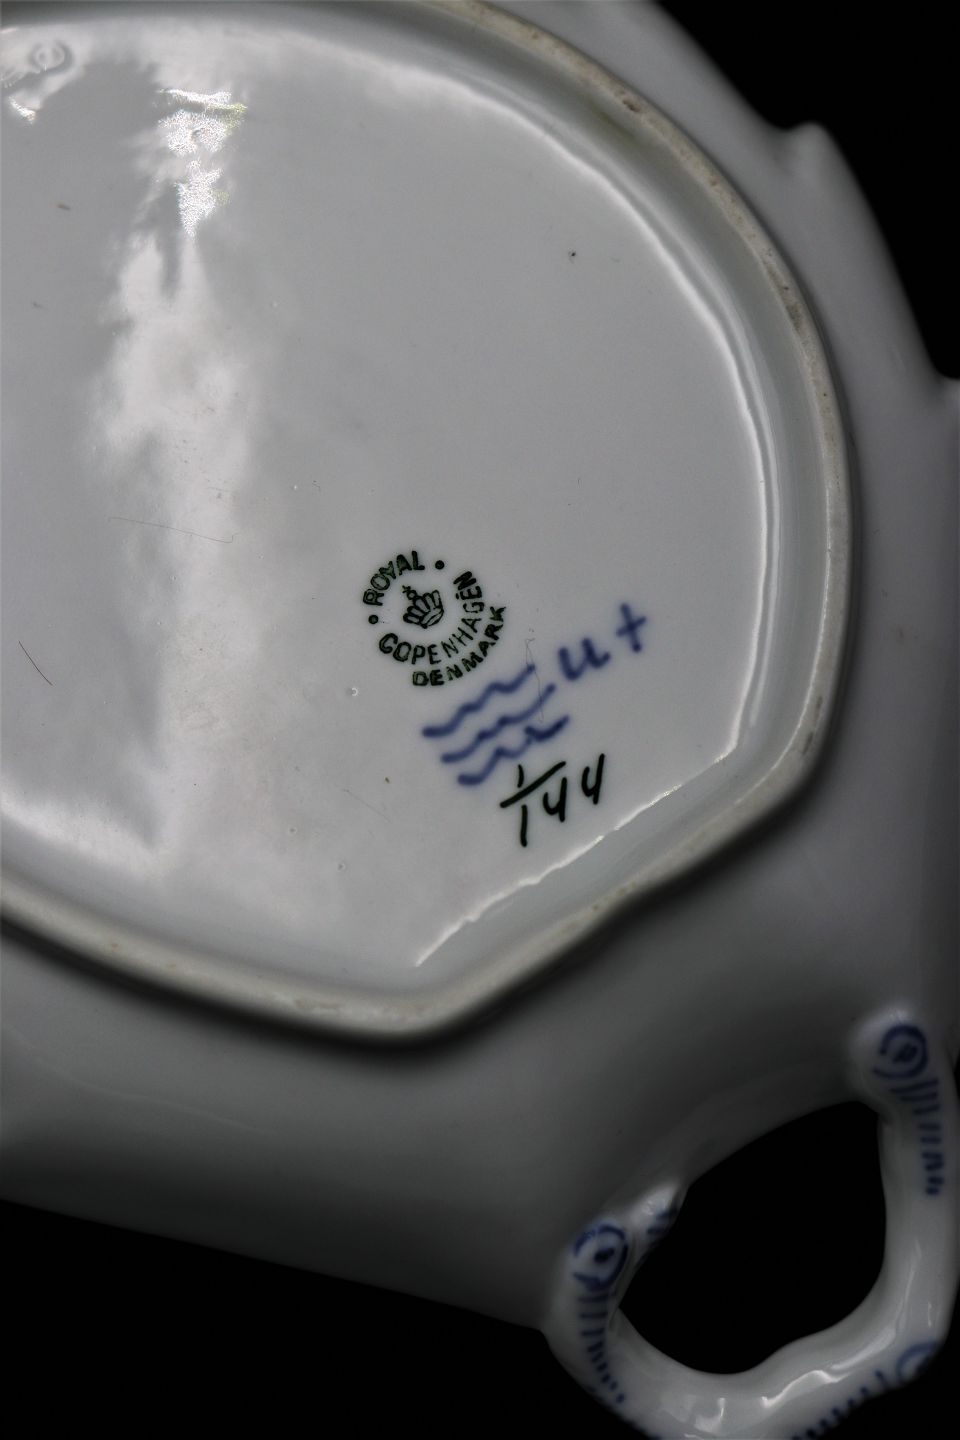 ROYAL
COPENHAGEN
DENMARK
u +
1/144